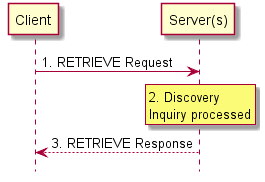 Client
Server(s)
1. RETRIEVE Request
2. Discovery
Inquiry processed
3. RETRIEVE Response